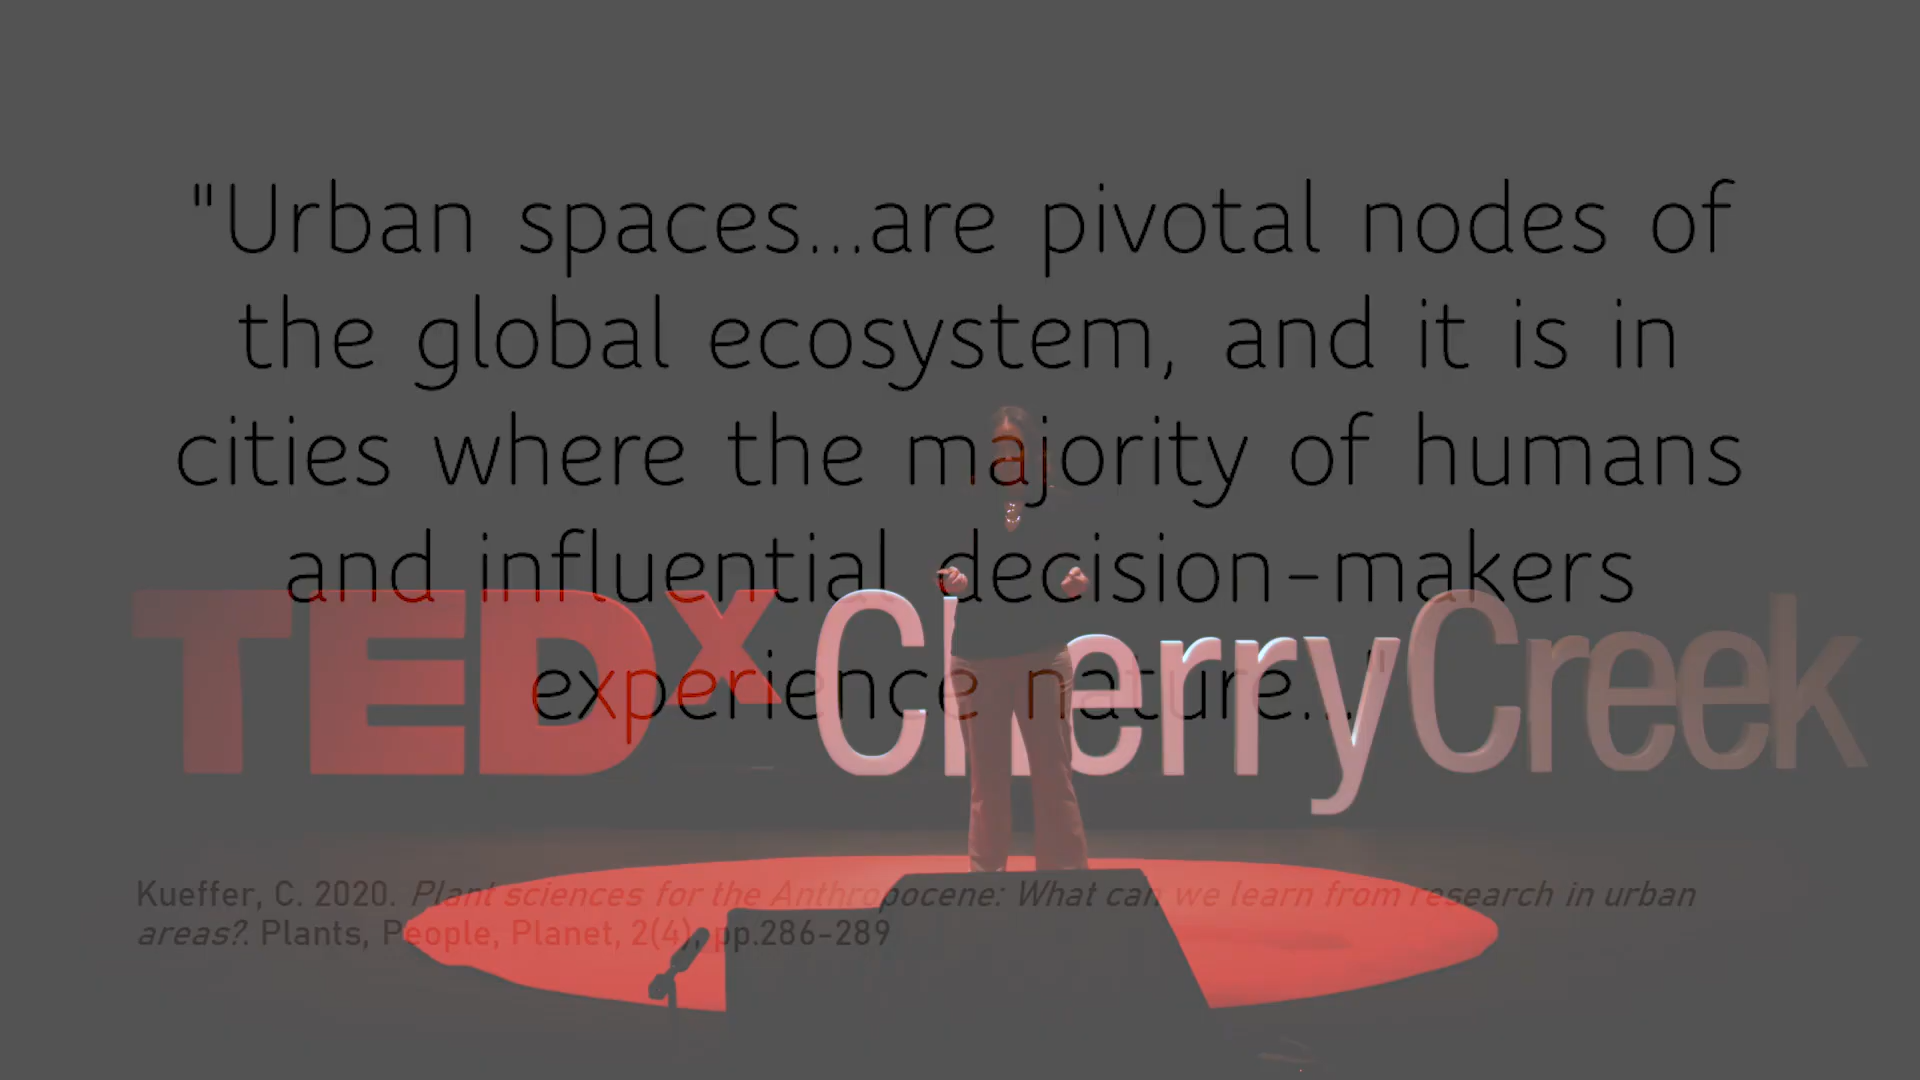 "Urban spaces...are pivotal nodes of
the global ecosystem, and it is in
cities where the majority of humans
and influential decision-makers
experience nature..."
TEDxCherryCreek
Kueffer, C. 2020. Plant sciences for the Anthropocene: What can we learn from research in urban
areas?. Plants, People, Planet, 2(4), pp.286-289